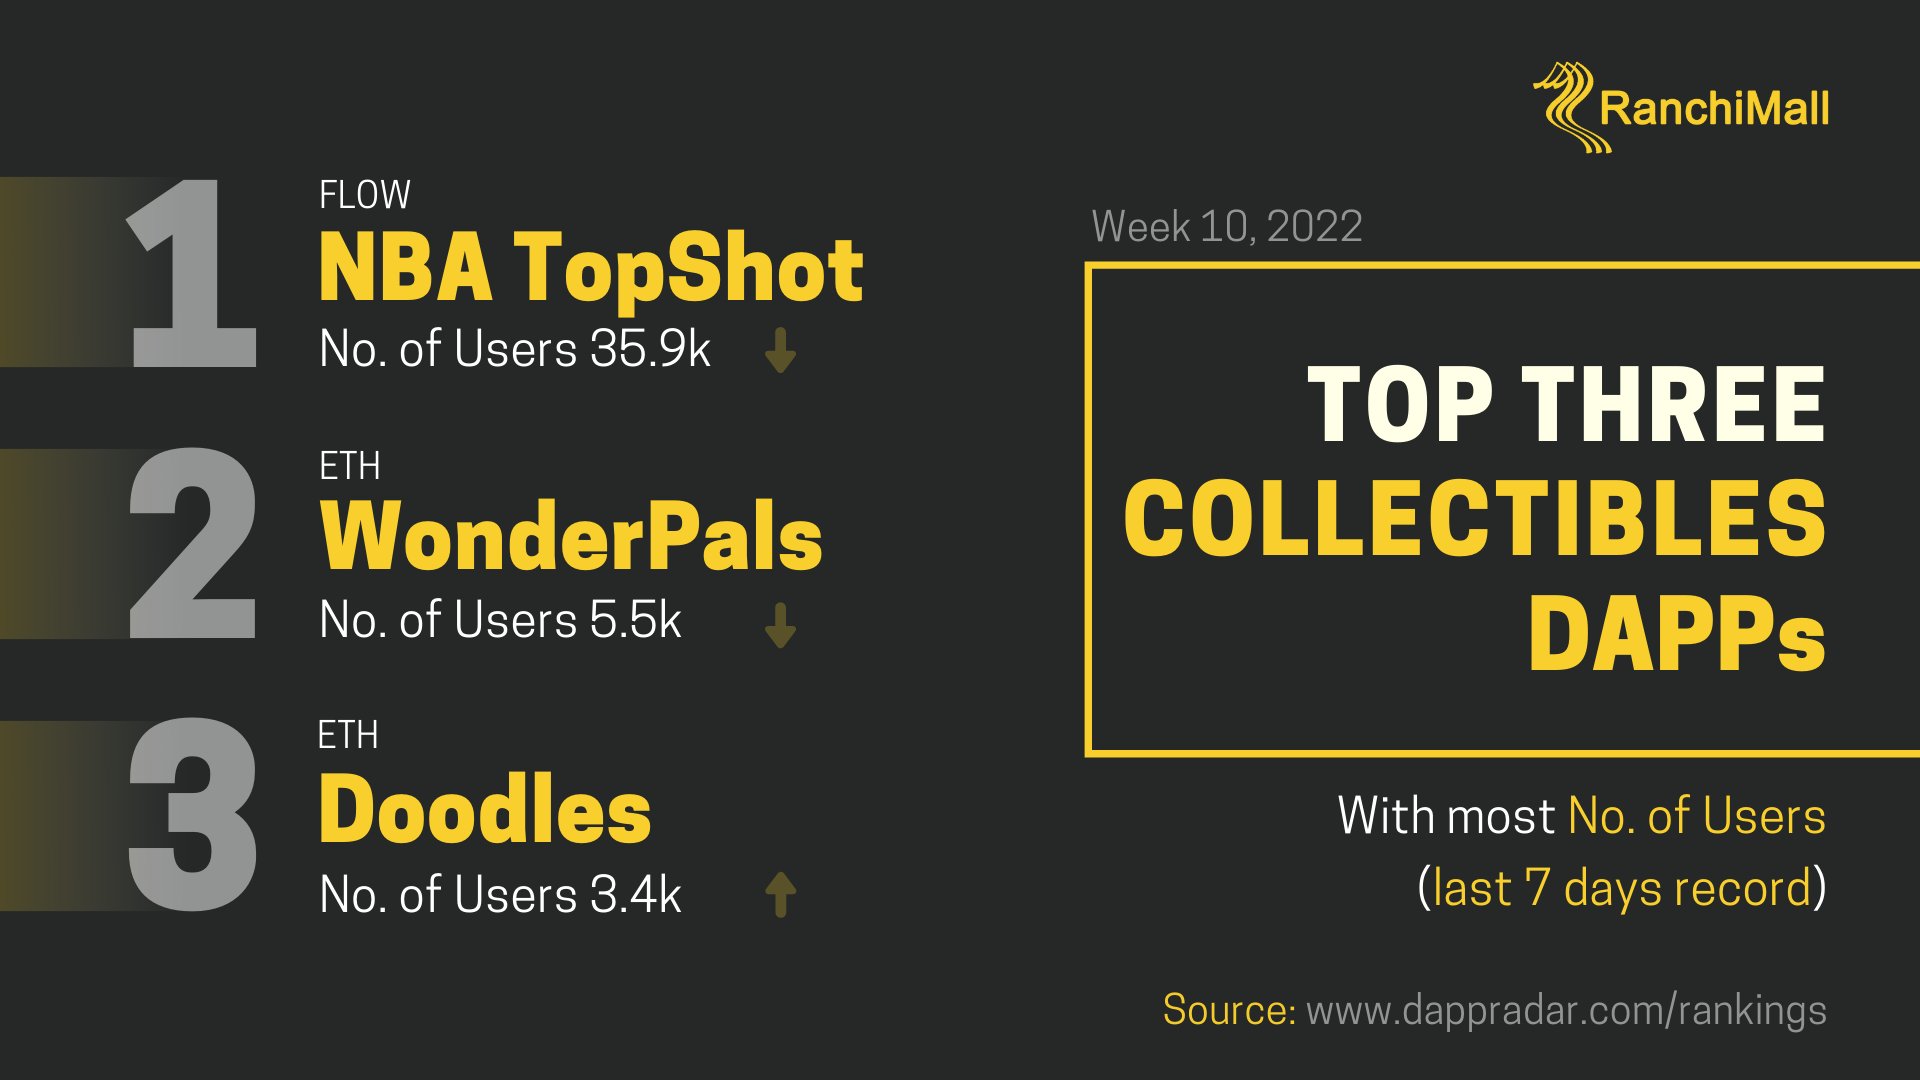 RanchiMall
Week 10, 2022
TOP THREE
COLLECTIBLES
DAPPs
With most No. of Users
(last 7 days record)
1
FLOW
NBA TopShot
No. of Users 35.9k
2
ETH
WonderPals
No. of Users 5.5k
3
ETH
Doodles
No. of Users 3.4k
Source: www.dappradar.com/rankings